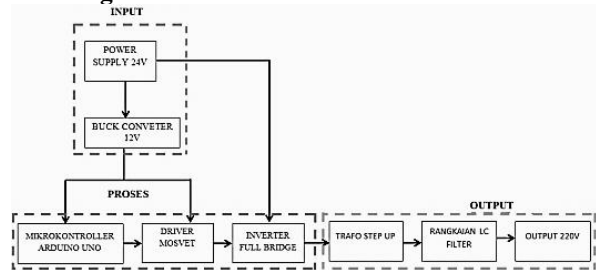 INPUT
POWER
SUPPLY 24V
BUCK CONVETER
12V
PROSES
OUTPUT
MIKROKONTROLLER
ARDUINO UNO
DRIVER
MOSVET
INVERTER
FULL BRIDGE
TRAFO STEP UP
RANGKAIAN LC
FILTER
OUTPUT 220V